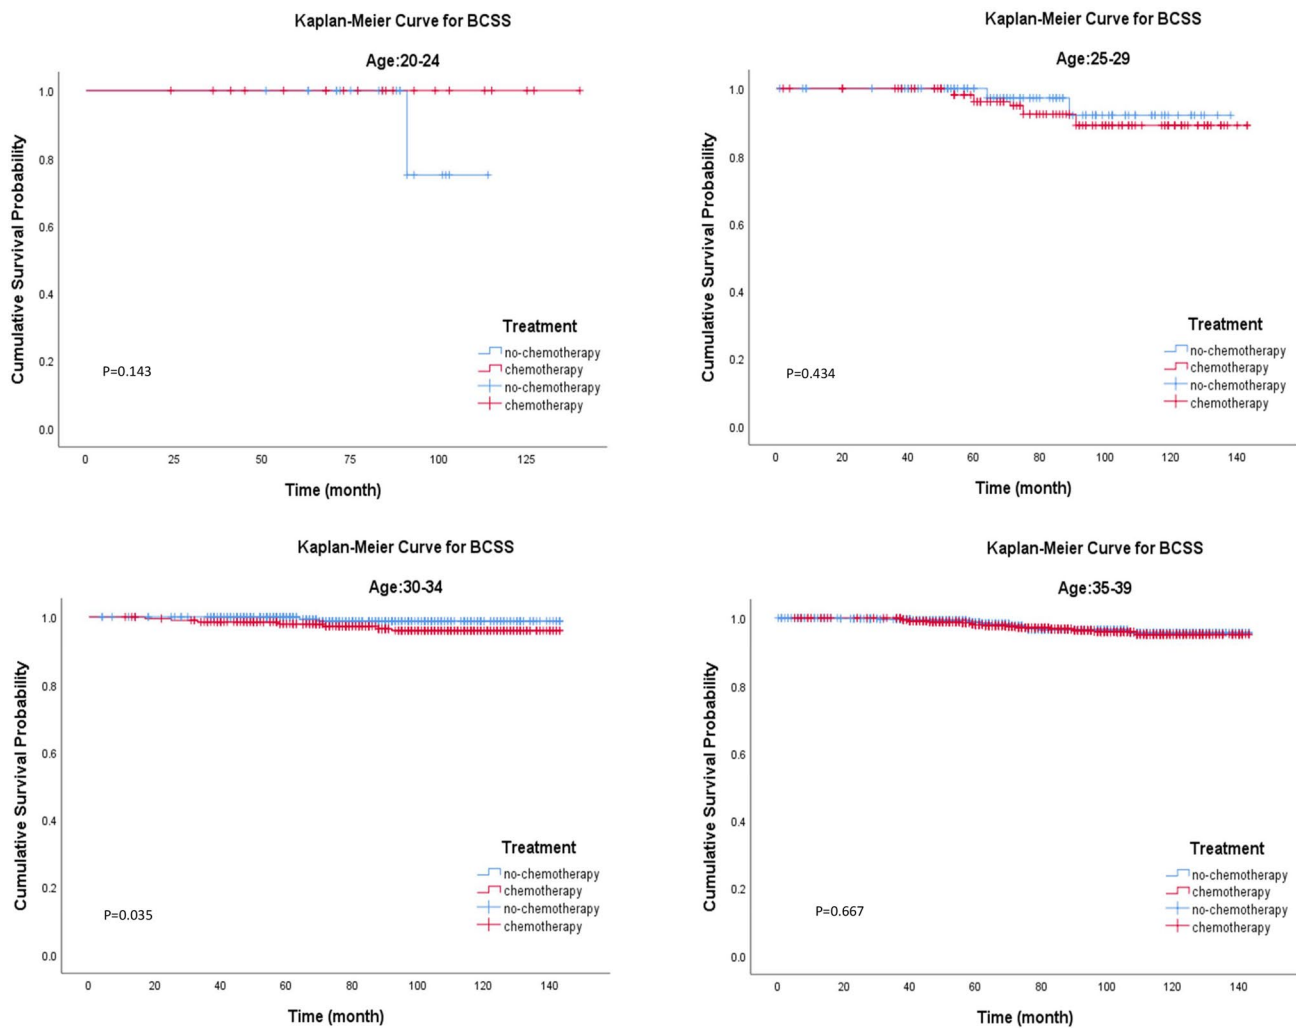 Kaplan-Meier Curve for BCSS
Age:20-24
Cumulative Survival Probability
1.0
0.8
0.6
0.4
0.2
0.0
P=0.143
Treatment
no-chemotherapy
chemotherapy
no-chemotherapy
chemotherapy
0 25 50 75 100 125
Time (month)
Kaplan-Meier Curve for BCSS
Age:25-29
Cumulative Survival Probability
1.0
0.8
0.6
0.4
0.2
0.0
P=0.434
Treatment
no-chemotherapy
chemotherapy
no-chemotherapy
chemotherapy
0 20 40 60 80 100 120 140
Time (month)
Kaplan-Meier Curve for BCSS
Age:30-34
Cumulative Survival Probability
1.0
0.8
0.6
0.4
0.2
0.0
P=0.035
Treatment
no-chemotherapy
chemotherapy
no-chemotherapy
chemotherapy
0 20 40 60 80 100 120 140
Time (month)
Kaplan-Meier Curve for BCSS
Age:35-39
Cumulative Survival Probability
1.0
0.8
0.6
0.4
0.2
0.0
P=0.667
Treatment
no-chemotherapy
chemotherapy
no-chemotherapy
chemotherapy
0 20 40 60 80 100 120 140
Time (month)